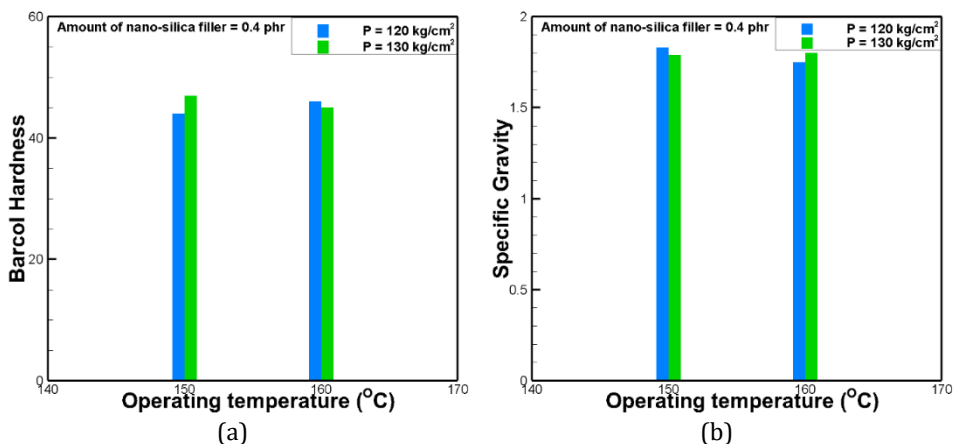 Amount of nano-silica filler = 0.4 phr
P = 120 kg/cm²
P = 130 kg/cm²
Barcol Hardness
60
40
20
0
140
150
160
170
Operating temperature (°C)
(a)
Amount of nano-silica filler = 0.4 phr
P = 120 kg/cm²
P = 130 kg/cm²
Specific Gravity
2
1.5
1
0.5
0
140
150
160
170
Operating temperature (°C)
(b)